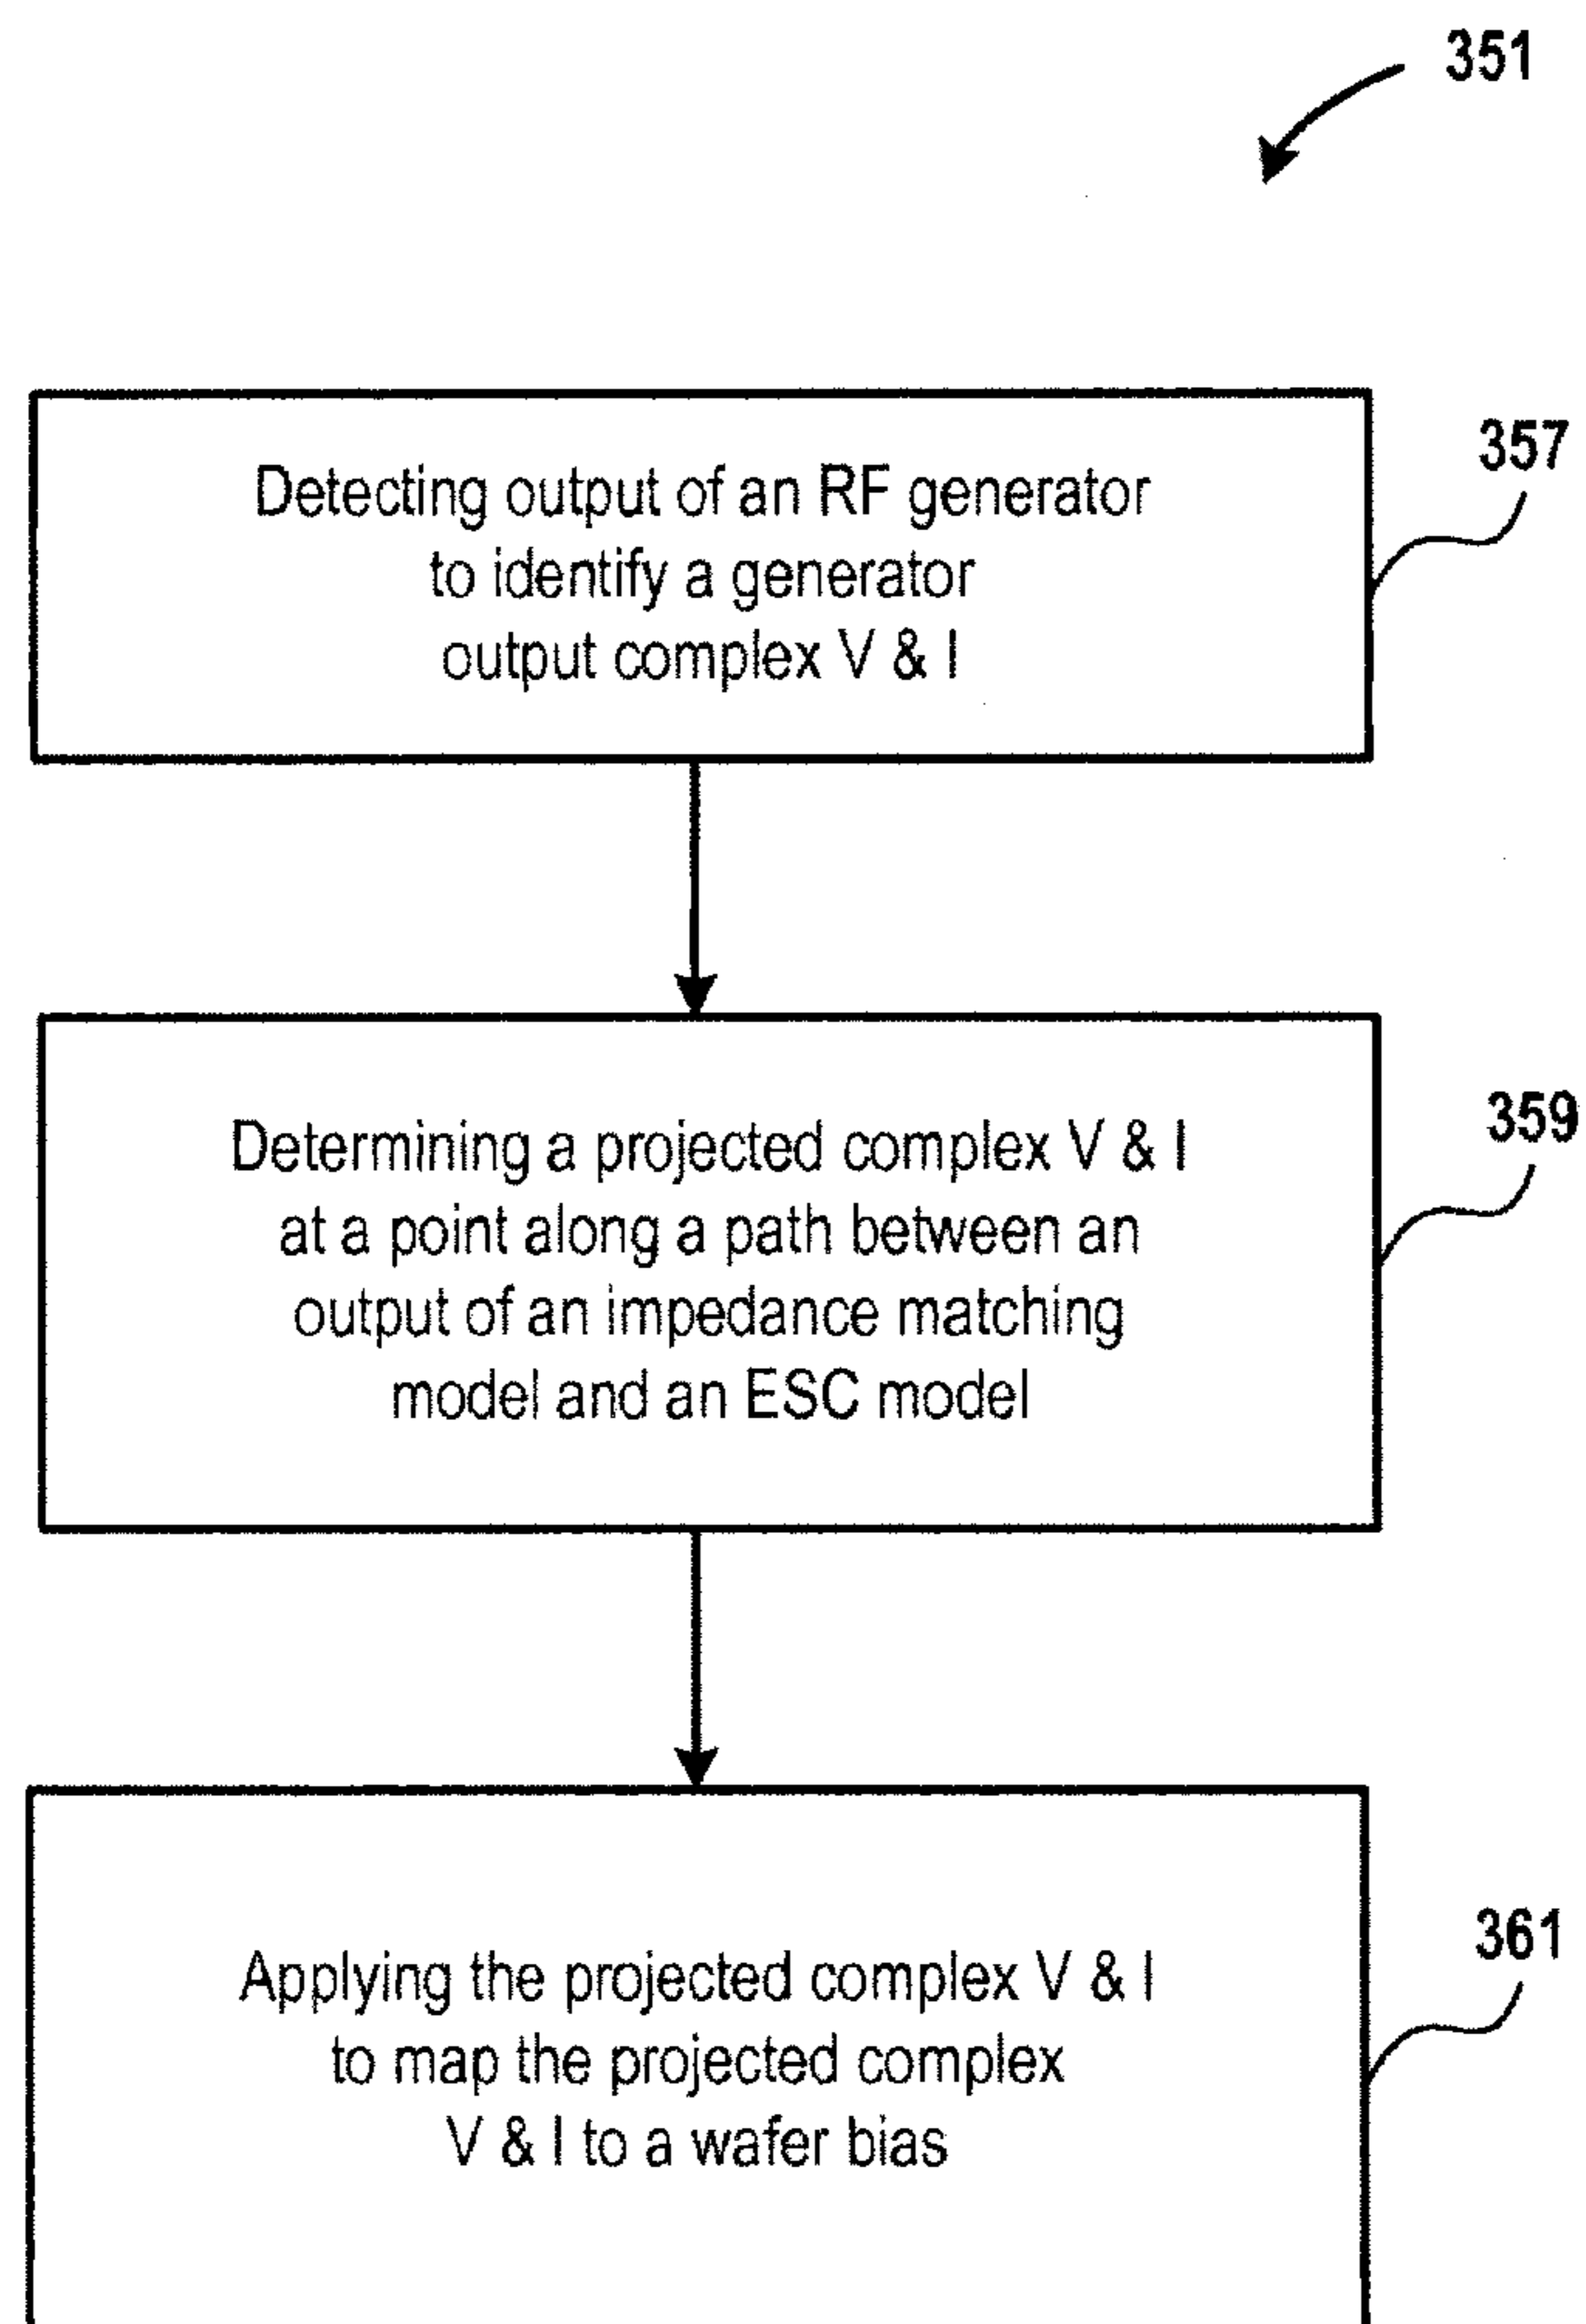 351
Detecting output of an RF generator
to identify a generator
output complex V & I
357
Determining a projected complex V & I
at a point along a path between an
output of an impedance matching
model and an ESC model
359
Applying the projected complex V & I
to map the projected complex
V & I to a wafer bias
361